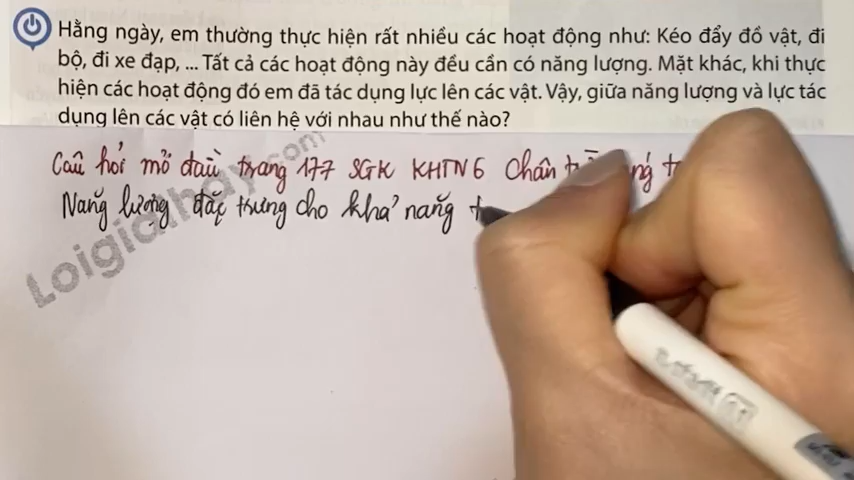 Hằng ngày, em thường thực hiện rất nhiều các hoạt động như: Kéo đẩy đồ vật, đi
bộ, đi xe đạp, ... Tất cả các hoạt động này đều cần có năng lượng. Mặt khác, khi thực
hiện các hoạt động đó em đã tác dụng lực lên các vật. Vậy, giữa năng lượng và lực tác
dụng lên các vật có liên hệ với nhau như thế nào?
Câu hỏi mở đầu trang 177 SGK KHTN 6 Chân
Năng lượng đặc trưng cho khả năng t
Loigiaihay.com